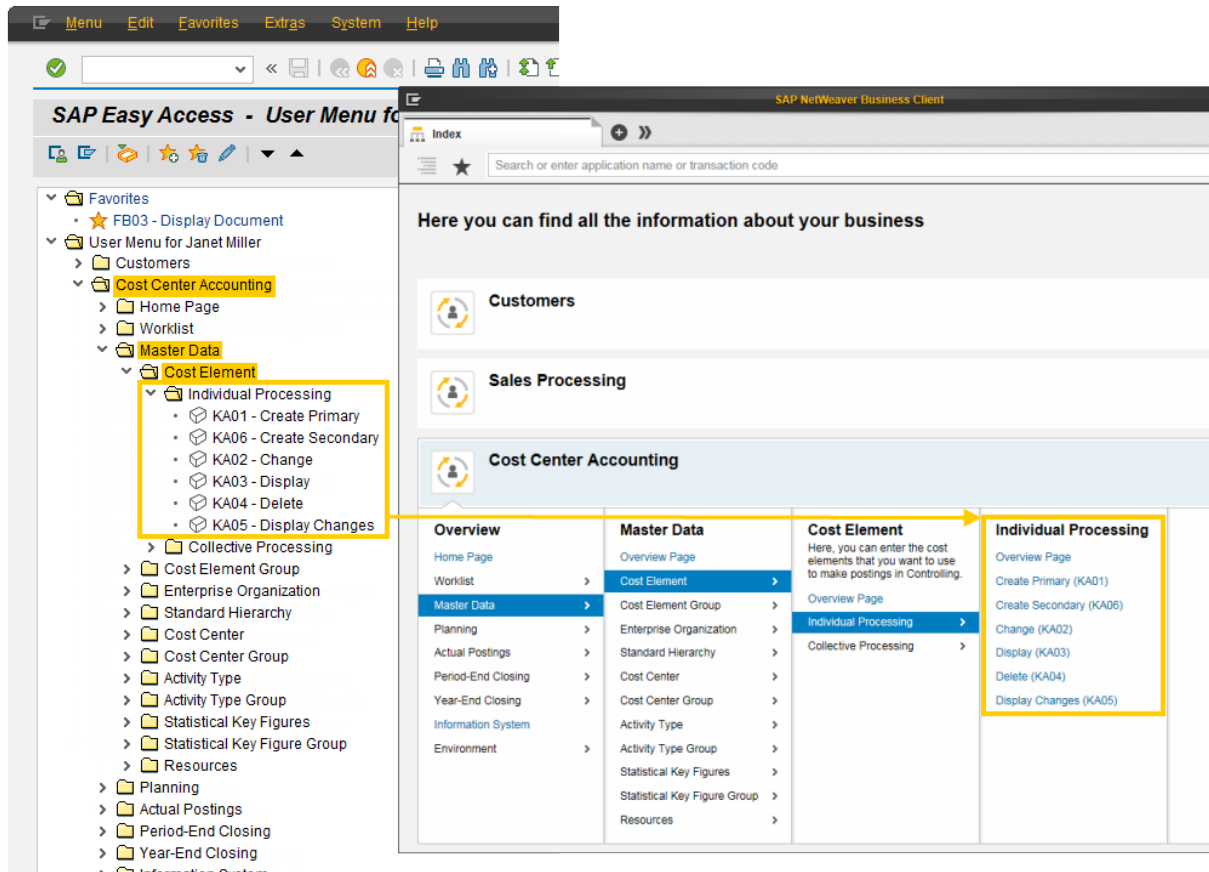 Menu Edit Favorites Extras System Help
SAP Easy Access - User Menu fo
Favorites
FB03 - Display Document
User Menu for Janet Miller
Customers
Cost Center Accounting
Home Page
Worklist
Master Data
Cost Element
Individual Processing
KA01 - Create Primary
KA06 - Create Secondary
KA02 - Change
KA03 - Display
KA04 - Delete
KA05 - Display Changes
Collective Processing
Cost Element Group
Enterprise Organization
Standard Hierarchy
Cost Center
Cost Center Group
Activity Type
Activity Type Group
Statistical Key Figures
Statistical Key Figure Group
Resources
Planning
Actual Postings
Period-End Closing
Year-End Closing
Information System
SAP NetWeaver Business Client
Index
Search or enter application name or transaction code
Here you can find all the information about your business
Customers
Sales Processing
Cost Center Accounting
Overview
Home Page
Worklist
Master Data
Planning
Actual Postings
Period-End Closing
Year-End Closing
Information System
Environment
Master Data
Overview Page
Cost Element
Cost Element Group
Enterprise Organization
Standard Hierarchy
Cost Center
Cost Center Group
Activity Type
Activity Type Group
Statistical Key Figures
Statistical Key Figure Group
Resources
Cost Element
Here, you can enter the cost
elements that you want to use
to make postings in Controlling.
Overview Page
Individual Processing
Collective Processing
Individual Processing
Overview Page
Create Primary (KA01)
Create Secondary (KA06)
Change (KA02)
Display (KA03)
Delete (KA04)
Display Changes (KA05)